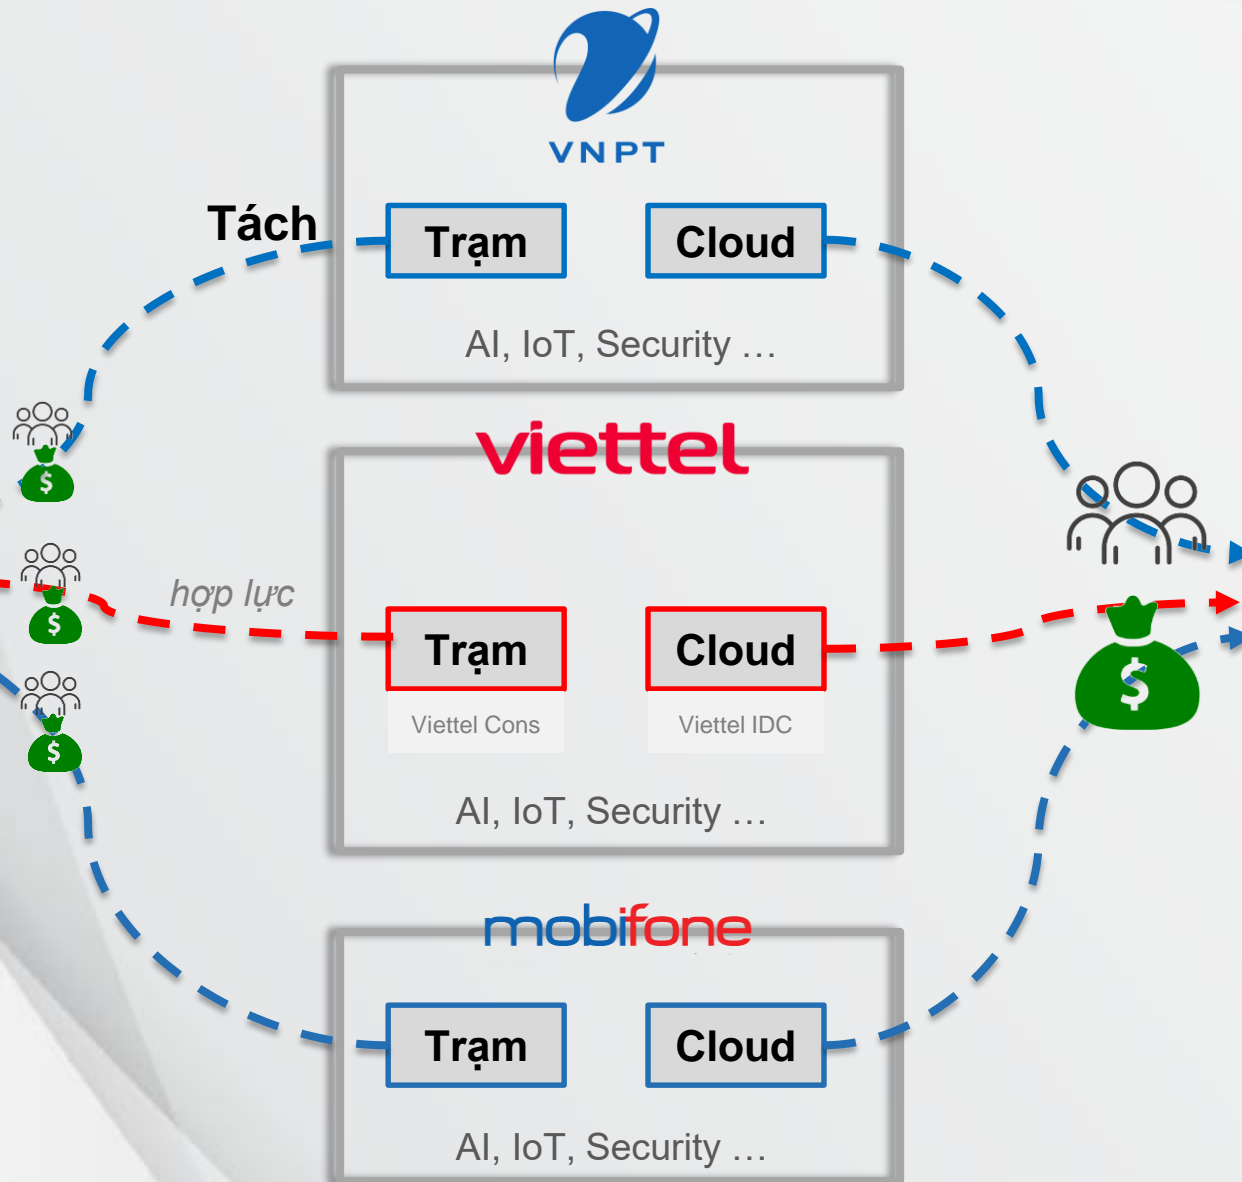 VNPT
Tách
Trạm
Cloud
AI, IoT, Security …
viettel
hợp lực
Trạm
Cloud
Viettel Cons
Viettel IDC
AI, IoT, Security …
mobifone
Trạm
Cloud
AI, IoT, Security …
$
$
$
$